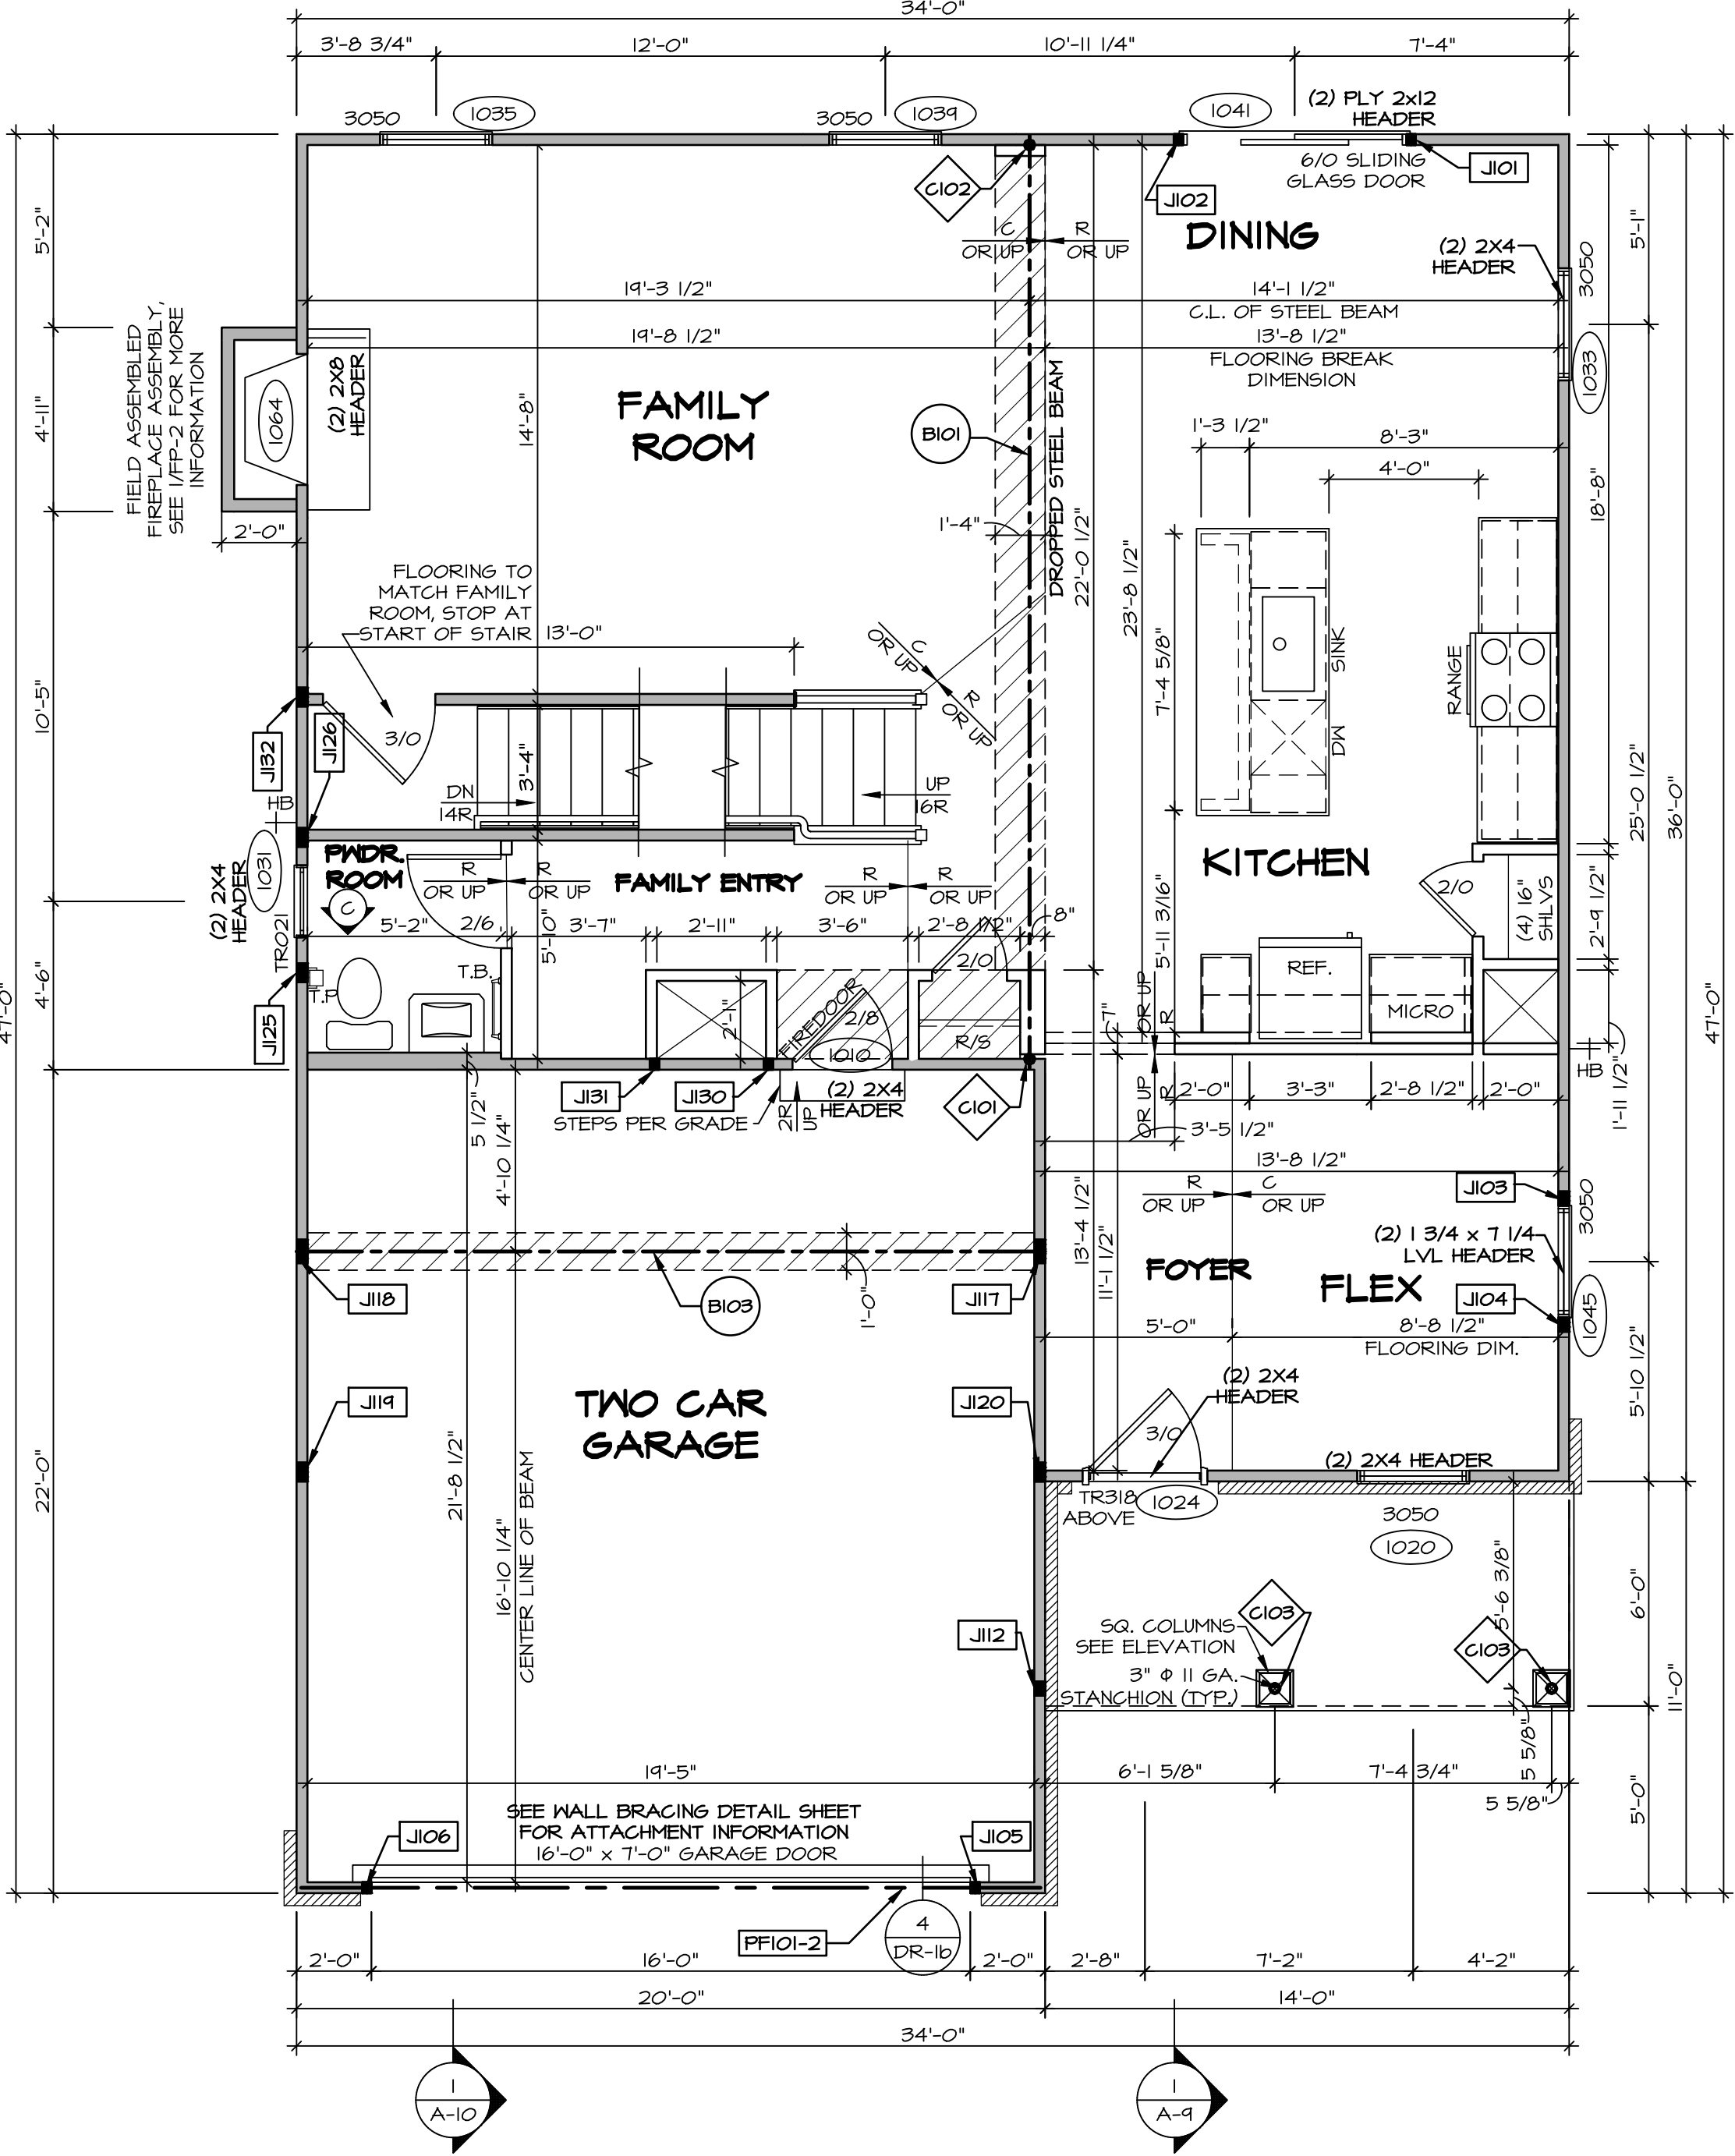 34'-0"
3'-8 3/4"
12'-0"
10'-11 1/4"
7'-4"
3050
1035
3050
1039
1041
(2) PLY 2x12
HEADER
6/0 SLIDING
GLASS DOOR
J101
J102
C102
C
OR UP
R
OR UP
DINING
(2) 2X4
HEADER
3050
1033
5'-1"
5'-2"
19'-3 1/2"
14'-1 1/2"
C.L. OF STEEL BEAM
19'-8 1/2"
13'-8 1/2"
FLOORING BREAK
DIMENSION
FIELD ASSEMBLED
FIREPLACE ASSEMBLY,
SEE 1/FP-2 FOR MORE
INFORMATION
4'-11"
1064
(2) 2X8
HEADER
2'-0"
14'-8"
FAMILY
ROOM
B101
DROPPED STEEL BEAM
1'-4"
22'-0 1/2"
23'-8 1/2"
1'-3 1/2"
8'-3"
4'-0"
18'-8"
7'-4 5/8"
SINK
DW
RANGE
25'-0 1/2"
36'-0"
47'-0"
47'-0"
FLOORING TO
MATCH FAMILY
ROOM, STOP AT
START OF STAIR
13'-0"
C
OR UP
R
OR UP
10'-5"
J132
J126
3/0
HB
DN
14R
3'-4"
UP
16R
1031
(2) 2X4
HEADER
TR021
PWDR.
ROOM
C
R
OR UP
R
OR UP
FAMILY ENTRY
R
OR UP
R
OR UP
KITCHEN
2/0
(4) 16"
SHLVS
2'-9 1/2"
5'-2"
2/6
3'-7"
2'-11"
3'-6"
2'-8 1/2"
8"
5'-10"
5'-11 3/16"
4'-6"
T.P
T.B.
J125
2'-1"
FIREDOOR
2/8
1010
2/0
R/S
7"
OR UP
R
REF.
MICRO
HB
1'-11 1/2"
5 1/2"
J131
J130
STEPS PER GRADE
2R
UP
(2) 2X4
HEADER
C101
OR UP
R
2'-0"
3'-3"
2'-8 1/2"
2'-0"
3'-5 1/2"
4'-10 1/4"
13'-8 1/2"
R
OR UP
C
OR UP
J103
3050
(2) 1 3/4 x 7 1/4
LVL HEADER
13'-4 1/2"
11'-1 1/2"
FOYER
FLEX
J104
1045
J118
B103
1'-0"
J117
5'-0"
8'-8 1/2"
FLOORING DIM.
5'-10 1/2"
J119
TWO CAR
GARAGE
J120
(2) 2X4
HEADER
3/0
(2) 2X4 HEADER
22'-0"
21'-8 1/2"
16'-10 1/4"
CENTER LINE OF BEAM
TR318
ABOVE
1024
3050
1020
5'-6 3/8"
6'-0"
C103
C103
J112
SQ. COLUMNS
SEE ELEVATION
3" Φ 11 GA.
STANCHION (TYP.)
11'-0"
5 5/8"
19'-5"
6'-1 5/8"
7'-4 3/4"
5 5/8"
5'-0"
SEE WALL BRACING DETAIL SHEET
FOR ATTACHMENT INFORMATION
16'-0" x 7'-0" GARAGE DOOR
J106
J105
PF101-2
4
DR-1b
2'-0"
16'-0"
2'-0"
2'-8"
7'-2"
4'-2"
20'-0"
14'-0"
34'-0"
1
A-10
1
A-9